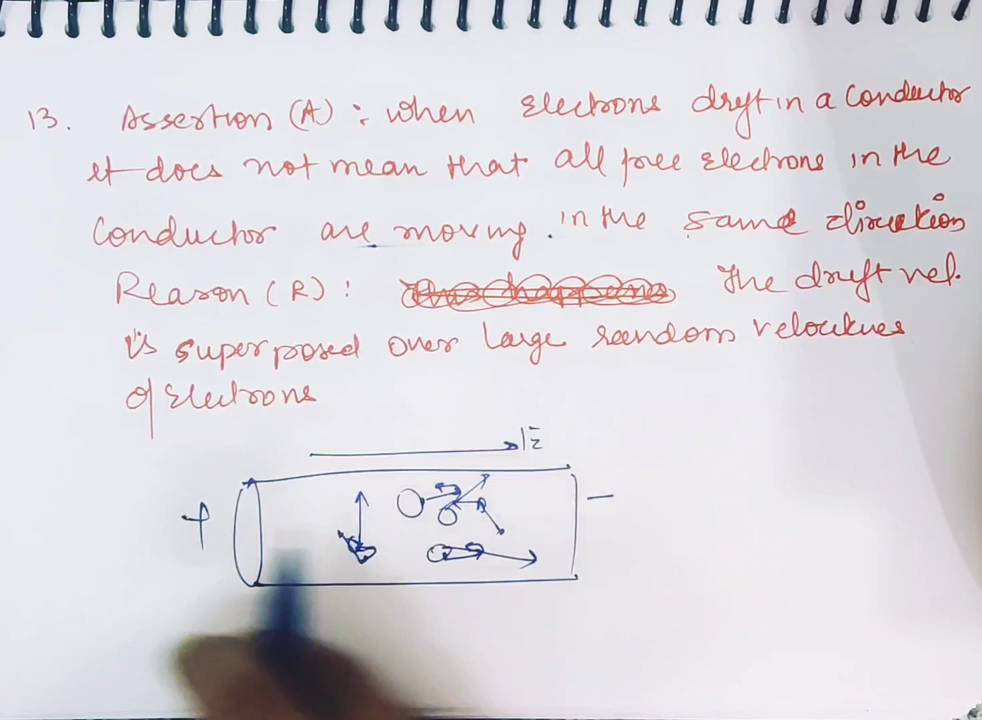 13. Assertion (A) : when Electrons drift in a Conductor
it does not mean that all free electrons in the
Conductor are moving in the same direction
Reason (R) : The drift vel.
is superposed over large random velocities
of Electrons
E
+ −